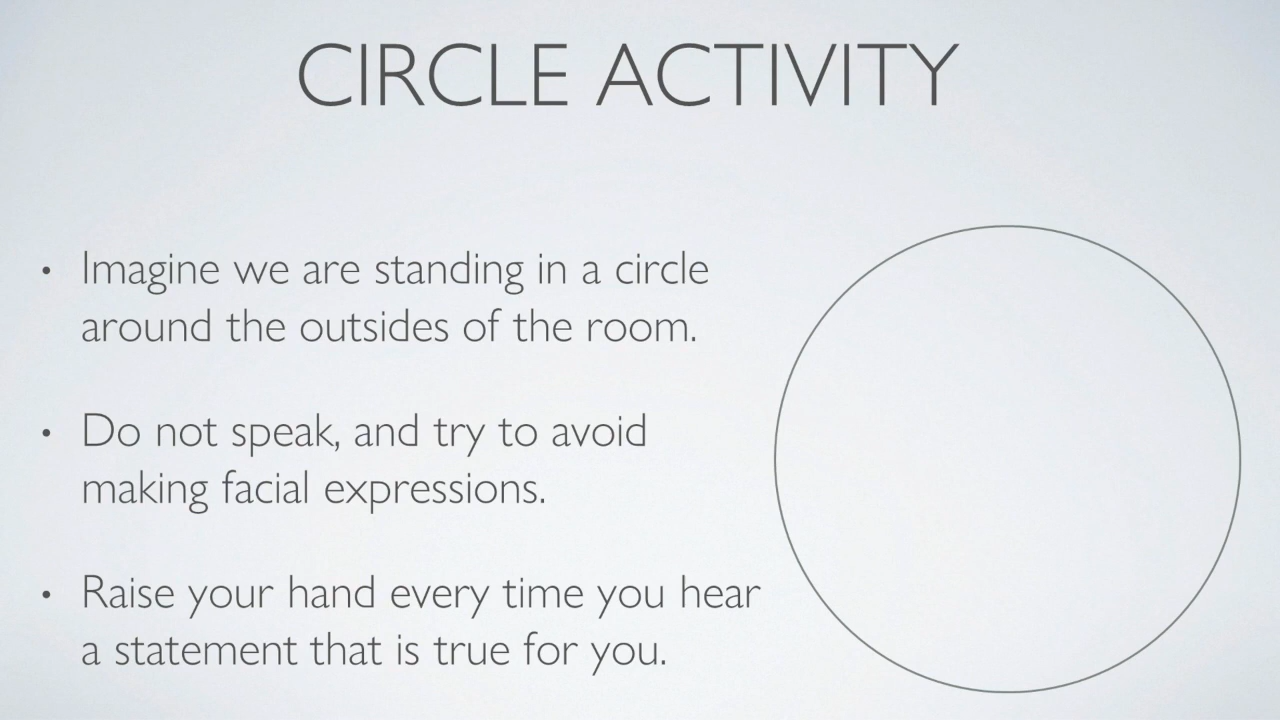 CIRCLE ACTIVITY
• Imagine we are standing in a circle
around the outsides of the room.
• Do not speak, and try to avoid
making facial expressions.
• Raise your hand every time you hear
a statement that is true for you.